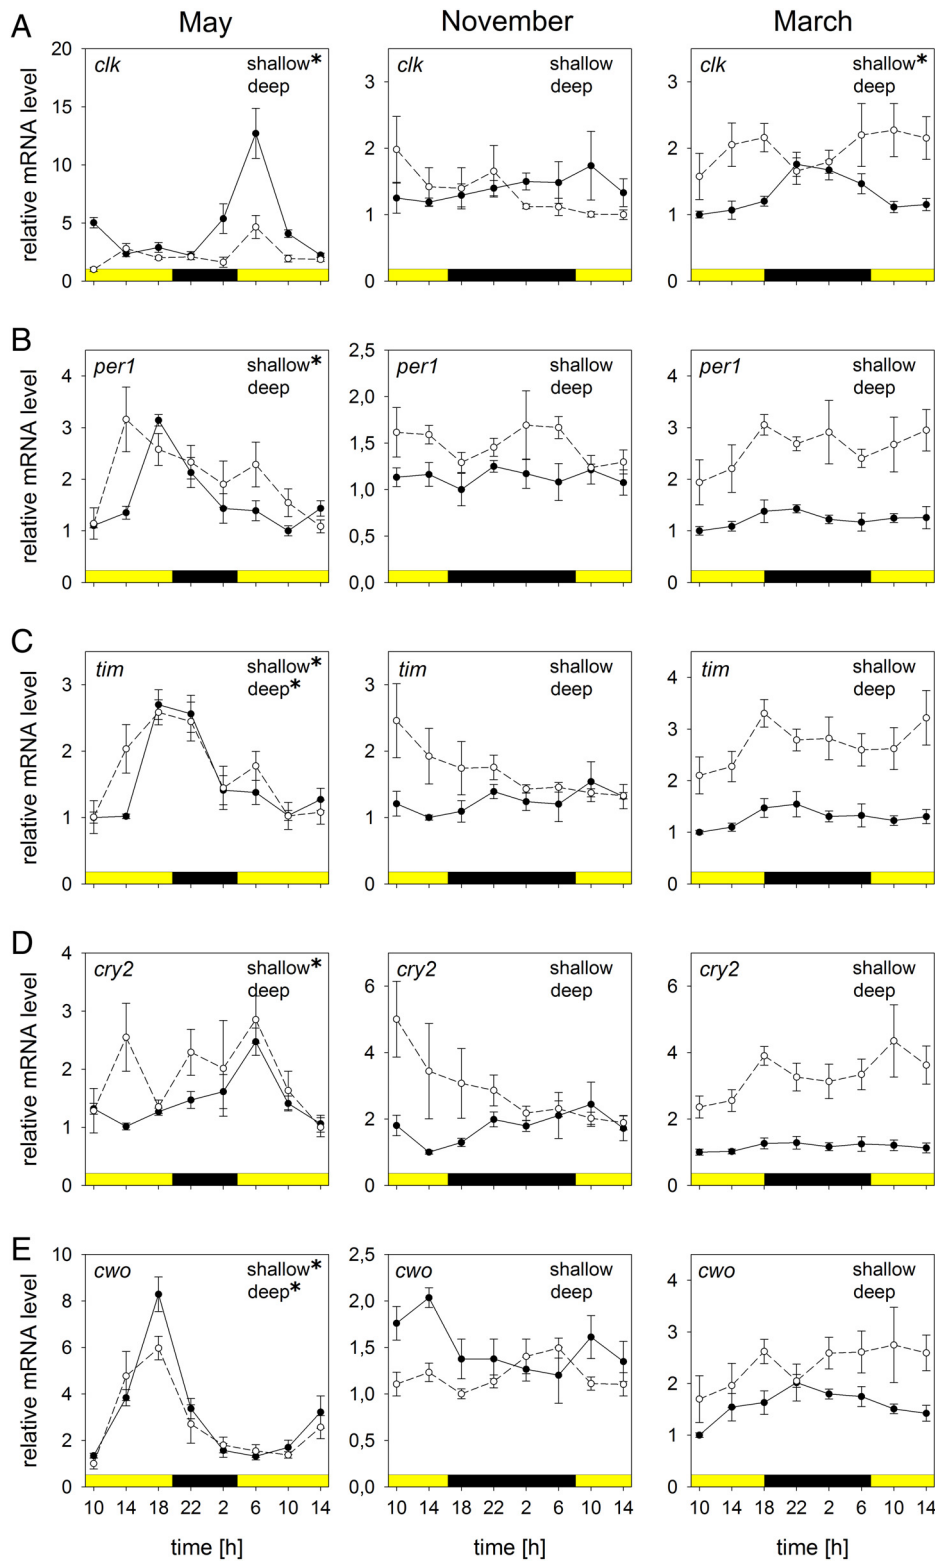 A May November March
relative mRNA level
20
15
10
5
0
clk shallow*
deep
3
2
1
0
clk shallow
deep
3
2
1
0
clk shallow*
deep
B
relative mRNA level
4
3
2
1
0
per1 shallow*
deep
2,5
2,0
1,5
1,0
0,5
0,0
per1 shallow
deep
4
3
2
1
0
per1 shallow
deep
C
relative mRNA level
3
2
1
0
tim shallow*
deep*
3
2
1
0
tim shallow
deep
4
3
2
1
0
tim shallow
deep
D
relative mRNA level
4
3
2
1
0
cry2 shallow*
deep
6
4
2
0
cry2 shallow
deep
6
4
2
0
cry2 shallow
deep
E
relative mRNA level
10
8
6
4
2
0
cwo shallow*
deep*
2,5
2,0
1,5
1,0
0,5
0,0
cwo shallow
deep
4
3
2
1
0
cwo shallow
deep
10 14 18 22 2 6 10 14
10 14 18 22 2 6 10 14
10 14 18 22 2 6 10 14
time [h] time [h] time [h]